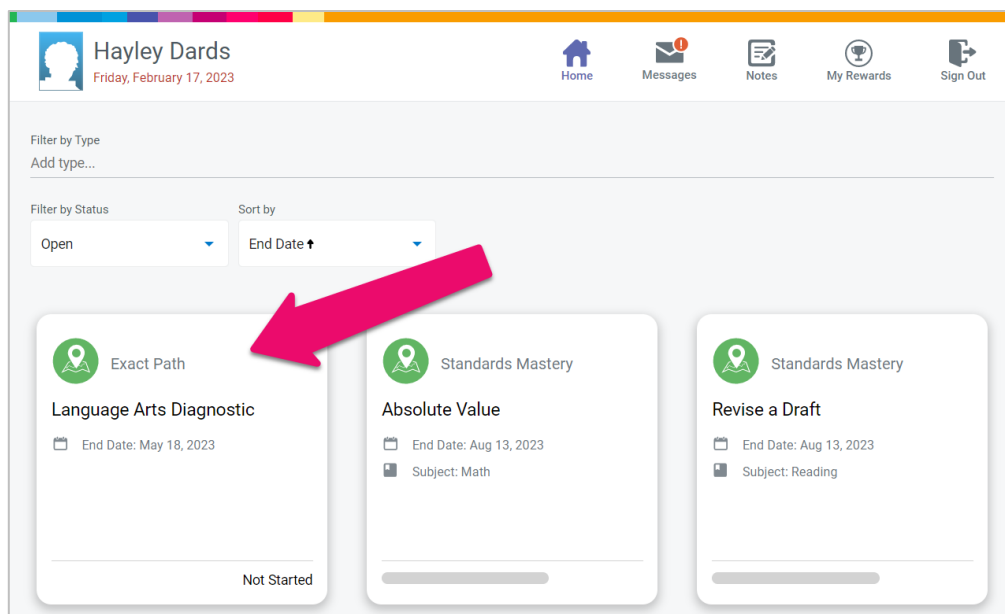 Hayley Dards
Friday, February 17, 2023
!
Home
Messages
Notes
My Rewards
Sign Out
Filter by Type
Add type...
Filter by Status
Sort by
Open
End Date ↑
Exact Path
Language Arts Diagnostic
End Date: May 18, 2023
Not Started
Standards Mastery
Absolute Value
End Date: Aug 13, 2023
Subject: Math
Standards Mastery
Revise a Draft
End Date: Aug 13, 2023
Subject: Reading